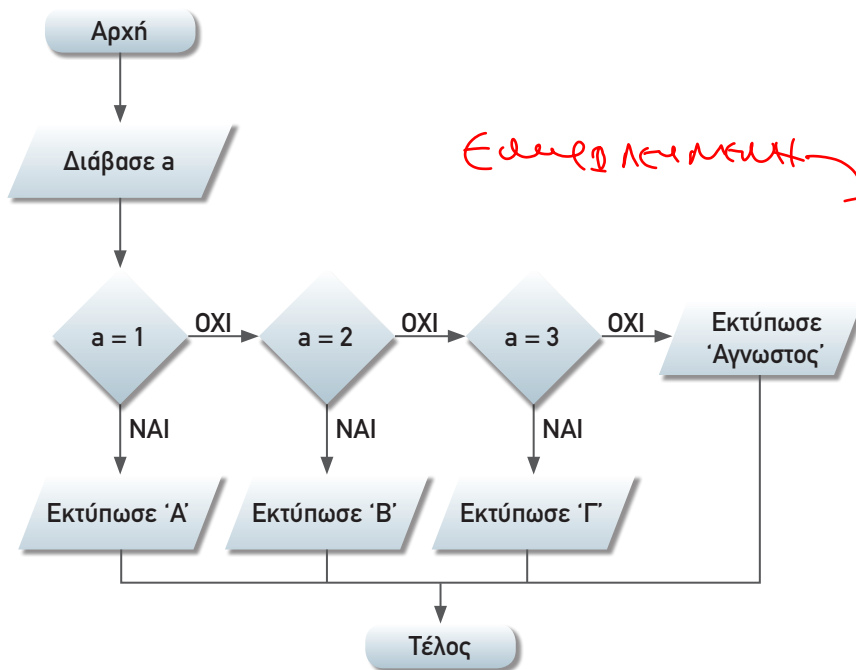 Αρχή
Διάβασε a
a = 1
ΟΧΙ
a = 2
ΟΧΙ
a = 3
ΟΧΙ
Εκτύπωσε
‘Αγνωστος’
ΝΑΙ
ΝΑΙ
ΝΑΙ
Εκτύπωσε ‘Α’
Εκτύπωσε ‘Β’
Εκτύπωσε ‘Γ’
Τέλος